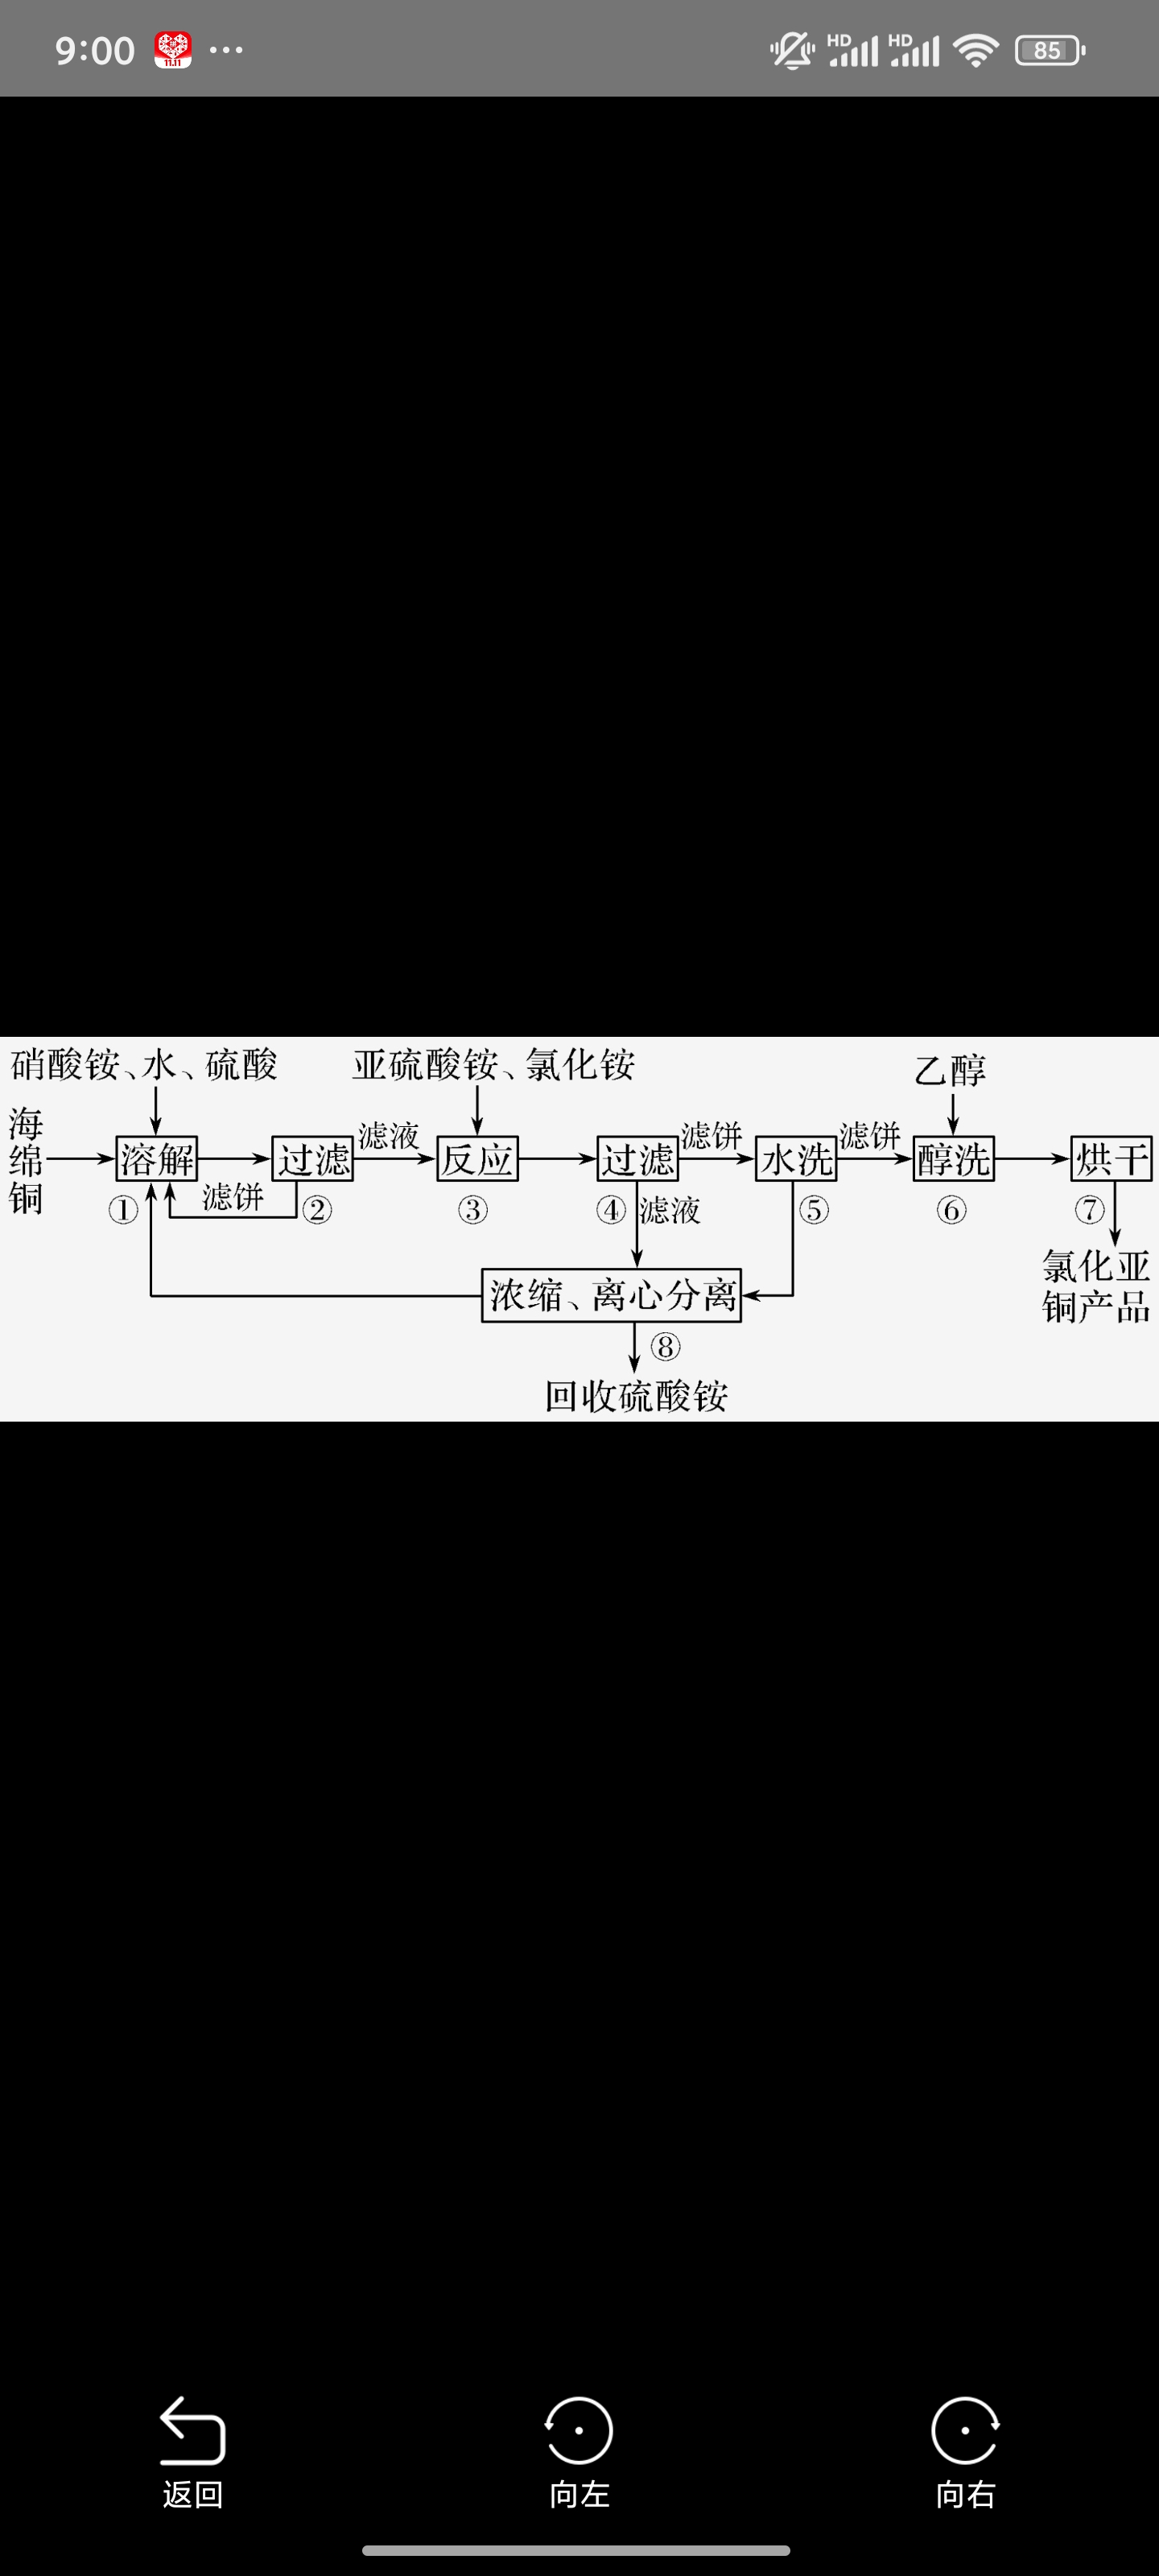 9:00
11.11
HD
HD
85
硝酸铵、水、硫酸
亚硫酸铵、氯化铵
乙醇
海绵铜
溶解
过滤
滤液
反应
过滤
滤饼
水洗
滤饼
醇洗
烘干
①
滤饼
②
③
④
滤液
⑤
⑥
⑦
氯化亚
铜产品
浓缩、离心分离
⑧
回收硫酸铵
返回
向左
向右